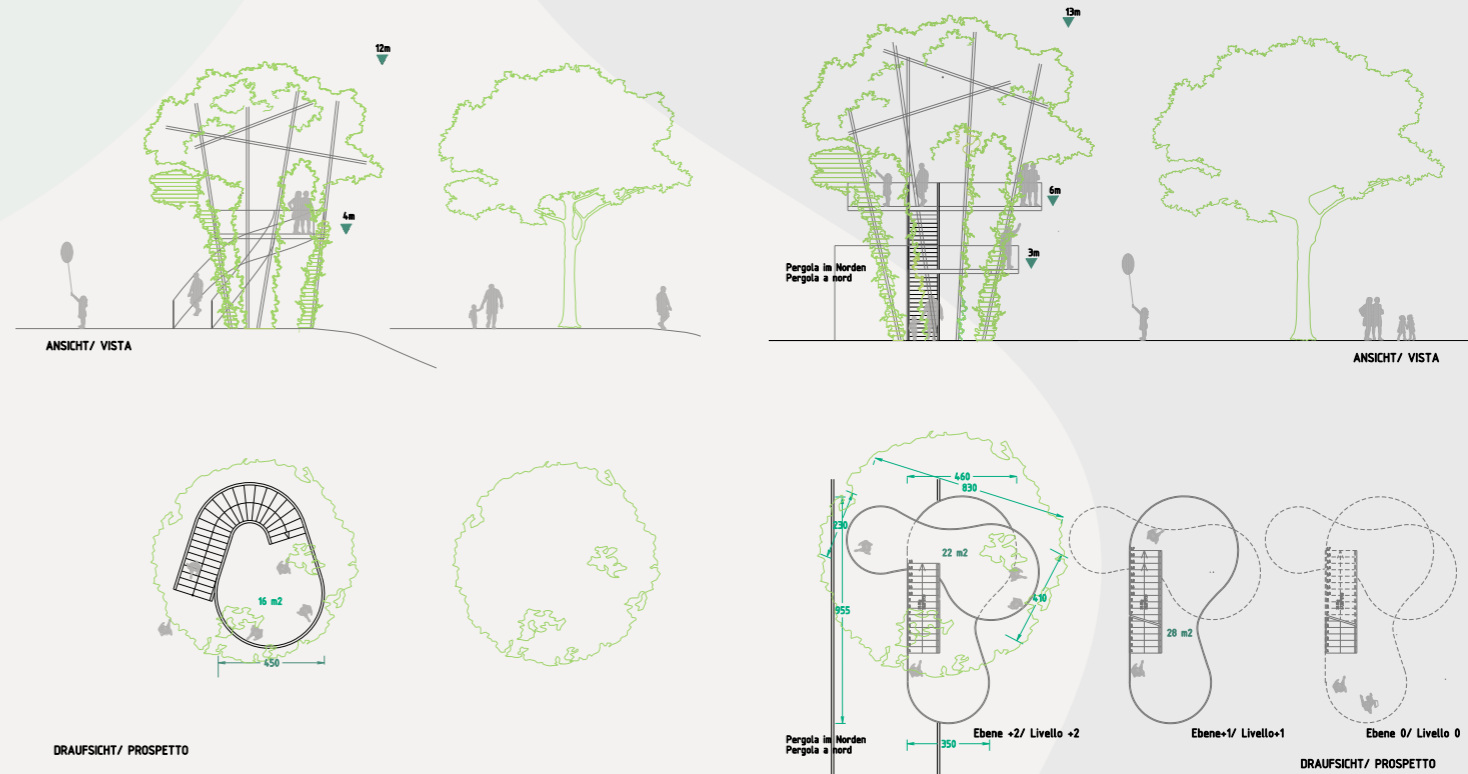 12m
4m
ANSICHT/ VISTA
13m
6m
3m
Pergola im Norden
Pergola a nord
ANSICHT/ VISTA
16 m2
450
DRAUFSICHT/ PROSPETTO
460
830
230
22 m2
410
955
28 m2
350
Pergola im Norden
Pergola a nord
Ebene +2/ Livello +2
Ebene+1/ Livello+1
Ebene 0/ Livello 0
DRAUFSICHT/ PROSPETTO